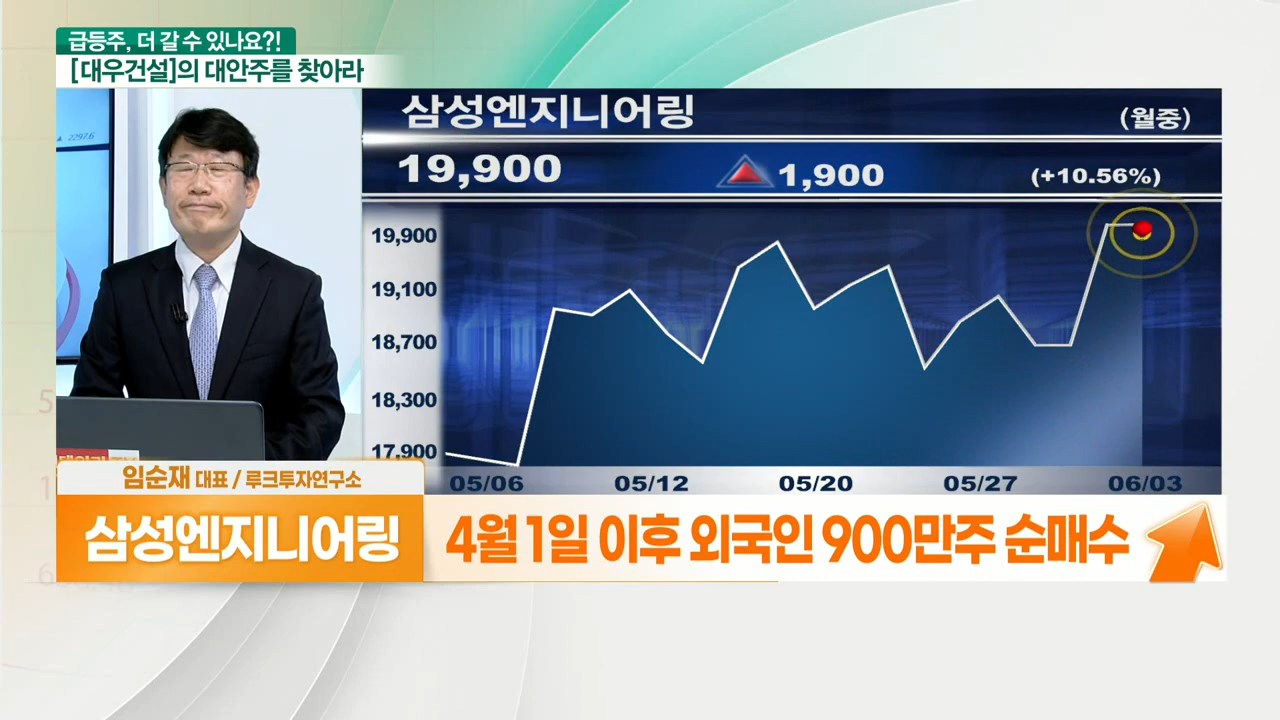 급등주, 더 갈 수 있나요?!
[대우건설]의 대안주를 찾아라
2297.6
삼성엔지니어링
(월중)
19,900
1,900
(+10.56%)
19,900
19,100
18,700
18,300
17,900
05/06
05/12
05/20
05/27
06/03
임순재 대표 / 루크투자연구소
삼성엔지니어링
4월 1일 이후 외국인 900만주 순매수